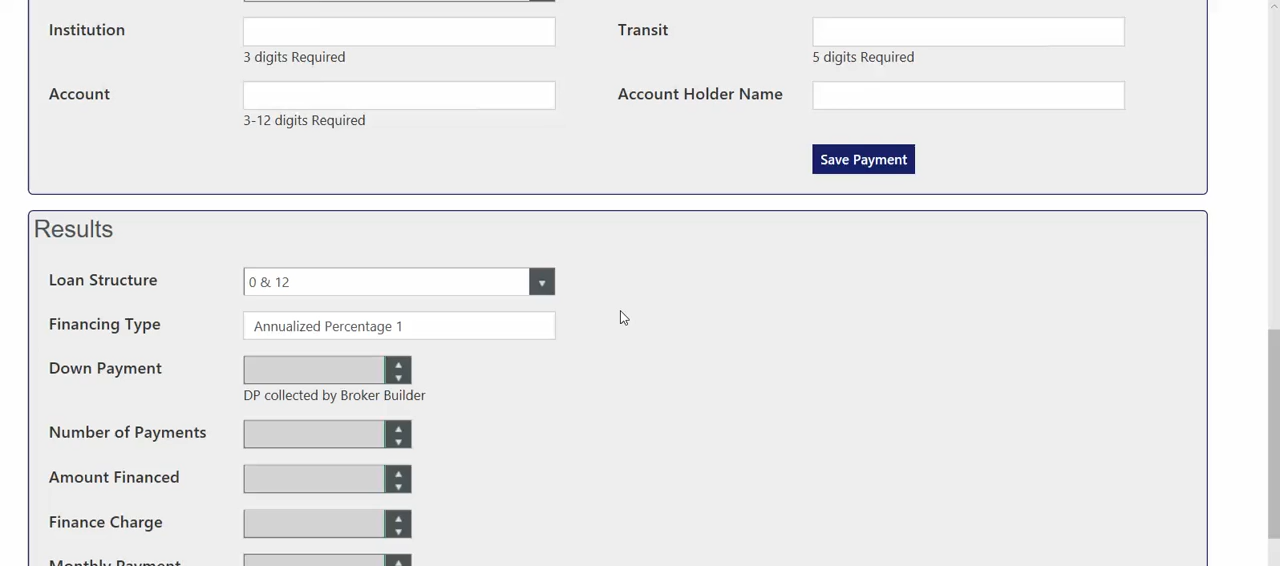 Institution
Transit
3 digits Required
5 digits Required
Account
Account Holder Name
3-12 digits Required
Save Payment
Results
Loan Structure
0 & 12
Financing Type
Annualized Percentage 1
Down Payment
DP collected by Broker Builder
Number of Payments
Amount Financed
Finance Charge
Monthly Payment